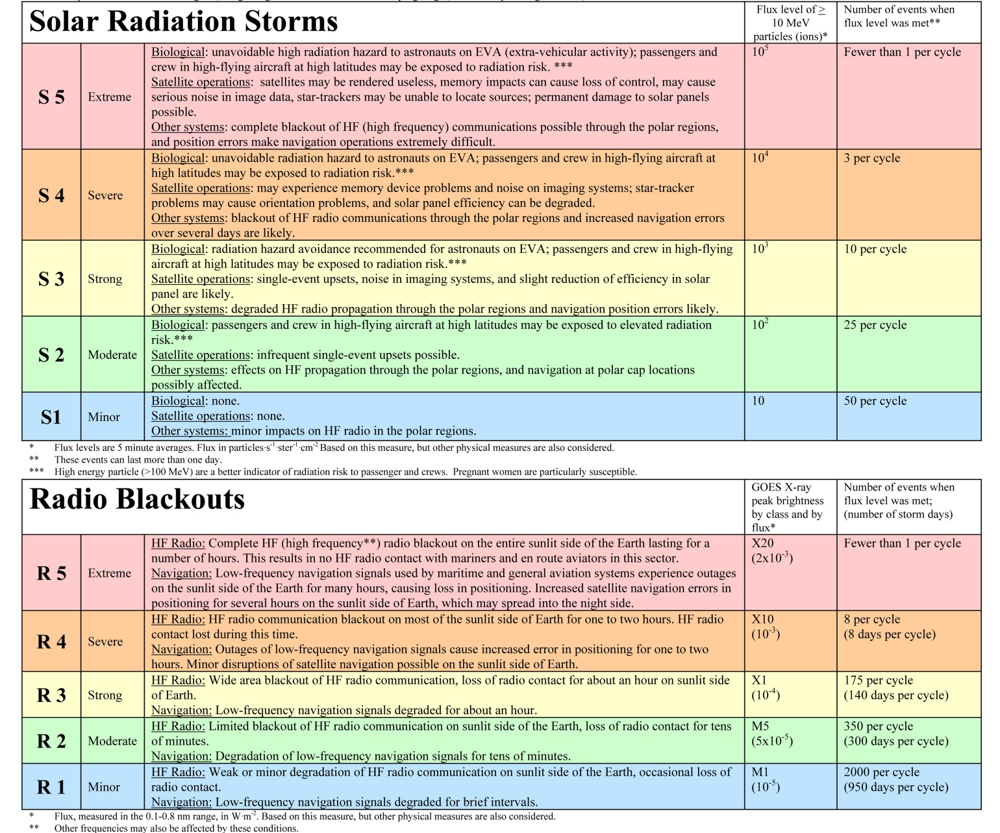 Solar Radiation Storms
Flux level of ≥
10 MeV
particles (ions)*
Number of events when
flux level was met**
S 5
Extreme
Biological: unavoidable high radiation hazard to astronauts on EVA (extra-vehicular activity); passengers and
crew in high-flying aircraft at high latitudes may be exposed to radiation risk. ***
Satellite operations: satellites may be rendered useless, memory impacts can cause loss of control, may cause
serious noise in image data, star-trackers may be unable to locate sources; permanent damage to solar panels
possible.
Other systems: complete blackout of HF (high frequency) communications possible through the polar regions,
and position errors make navigation operations extremely difficult.
10⁵
Fewer than 1 per cycle
S 4
Severe
Biological: unavoidable radiation hazard to astronauts on EVA; passengers and crew in high-flying aircraft at
high latitudes may be exposed to radiation risk.***
Satellite operations: may experience memory device problems and noise on imaging systems; star-tracker
problems may cause orientation problems, and solar panel efficiency can be degraded.
Other systems: blackout of HF radio communications through the polar regions and increased navigation errors
over several days are likely.
10⁴
3 per cycle
S 3
Strong
Biological: radiation hazard avoidance recommended for astronauts on EVA; passengers and crew in high-flying
aircraft at high latitudes may be exposed to radiation risk.***
Satellite operations: single-event upsets, noise in imaging systems, and slight reduction of efficiency in solar
panel are likely.
Other systems: degraded HF radio propagation through the polar regions and navigation position errors likely.
10³
10 per cycle
S 2
Moderate
Biological: passengers and crew in high-flying aircraft at high latitudes may be exposed to elevated radiation
risk.***
Satellite operations: infrequent single-event upsets possible.
Other systems: effects on HF propagation through the polar regions, and navigation at polar cap locations
possibly affected.
10²
25 per cycle
S1
Minor
Biological: none.
Satellite operations: none.
Other systems: minor impacts on HF radio in the polar regions.
10
50 per cycle
* Flux levels are 5 minute averages. Flux in particles·s⁻¹·ster⁻¹·cm⁻² Based on this measure, but other physical measures are also considered.
** These events can last more than one day.
*** High energy particle (>100 MeV) are a better indicator of radiation risk to passenger and crews. Pregnant women are particularly susceptible.
Radio Blackouts
GOES X-ray
peak brightness
by class and by
flux*
Number of events when
flux level was met;
(number of storm days)
R 5
Extreme
HF Radio: Complete HF (high frequency**) radio blackout on the entire sunlit side of the Earth lasting for a
number of hours. This results in no HF radio contact with mariners and en route aviators in this sector.
Navigation: Low-frequency navigation signals used by maritime and general aviation systems experience outages
on the sunlit side of the Earth for many hours, causing loss in positioning. Increased satellite navigation errors in
positioning for several hours on the sunlit side of Earth, which may spread into the night side.
X20
(2x10⁻³)
Fewer than 1 per cycle
R 4
Severe
HF Radio: HF radio communication blackout on most of the sunlit side of Earth for one to two hours. HF radio
contact lost during this time.
Navigation: Outages of low-frequency navigation signals cause increased error in positioning for one to two
hours. Minor disruptions of satellite navigation possible on the sunlit side of Earth.
X10
(10⁻³)
8 per cycle
(8 days per cycle)
R 3
Strong
HF Radio: Wide area blackout of HF radio communication, loss of radio contact for about an hour on sunlit side
of Earth.
Navigation: Low-frequency navigation signals degraded for about an hour.
X1
(10⁻⁴)
175 per cycle
(140 days per cycle)
R 2
Moderate
HF Radio: Limited blackout of HF radio communication on sunlit side of the Earth, loss of radio contact for tens
of minutes.
Navigation: Degradation of low-frequency navigation signals for tens of minutes.
M5
(5x10⁻⁵)
350 per cycle
(300 days per cycle)
R 1
Minor
HF Radio: Weak or minor degradation of HF radio communication on sunlit side of the Earth, occasional loss of
radio contact.
Navigation: Low-frequency navigation signals degraded for brief intervals.
M1
(10⁻⁵)
2000 per cycle
(950 days per cycle)
* Flux, measured in the 0.1-0.8 nm range, in W·m⁻². Based on this measure, but other physical measures are also considered.
** Other frequencies may also be affected by these conditions.